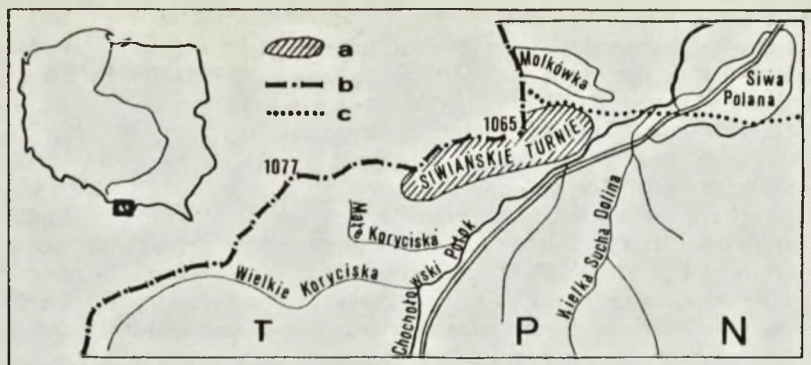 a
b
c
Molkówka
Siwa
Polana
1065
SIWIAŃSKIE TURNIE
1077
Małe
Koryciska
Wielkie Koryciska
Chochołowski Potok
Wielka Sucha Dolina
T P N